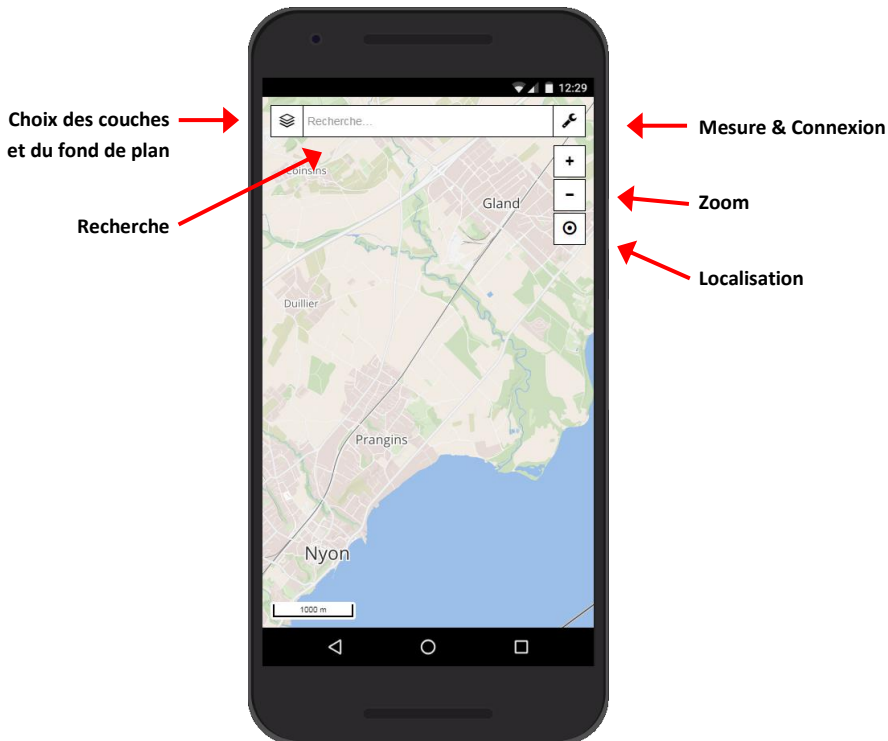 12:29
Choix des couches
et du fond de plan
Recherche...
Mesure & Connexion
Coinsins
+
-
Gland
Zoom
Recherche
Localisation
Duillier
Prangins
Nyon
1000 m